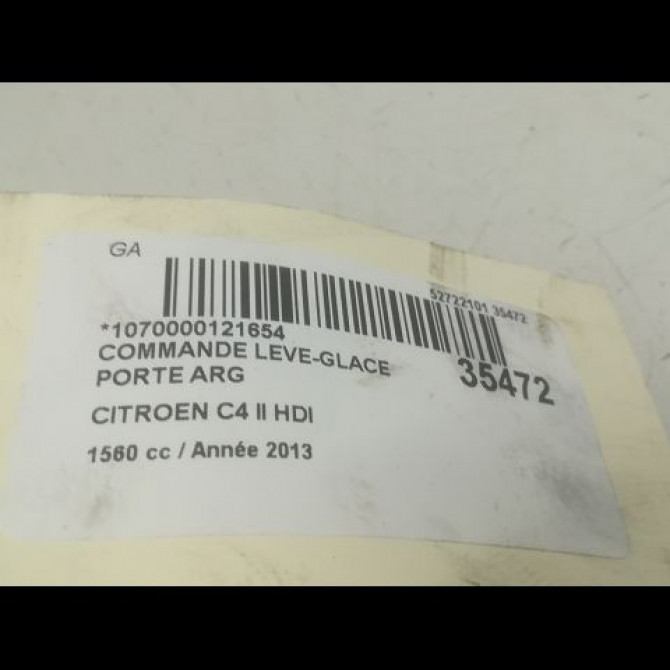 GA
52722101 35472
*1070000121654
COMMANDE LEVE-GLACE
PORTE ARG
35472
CITROEN C4 II HDI
1560 cc / Année 2013